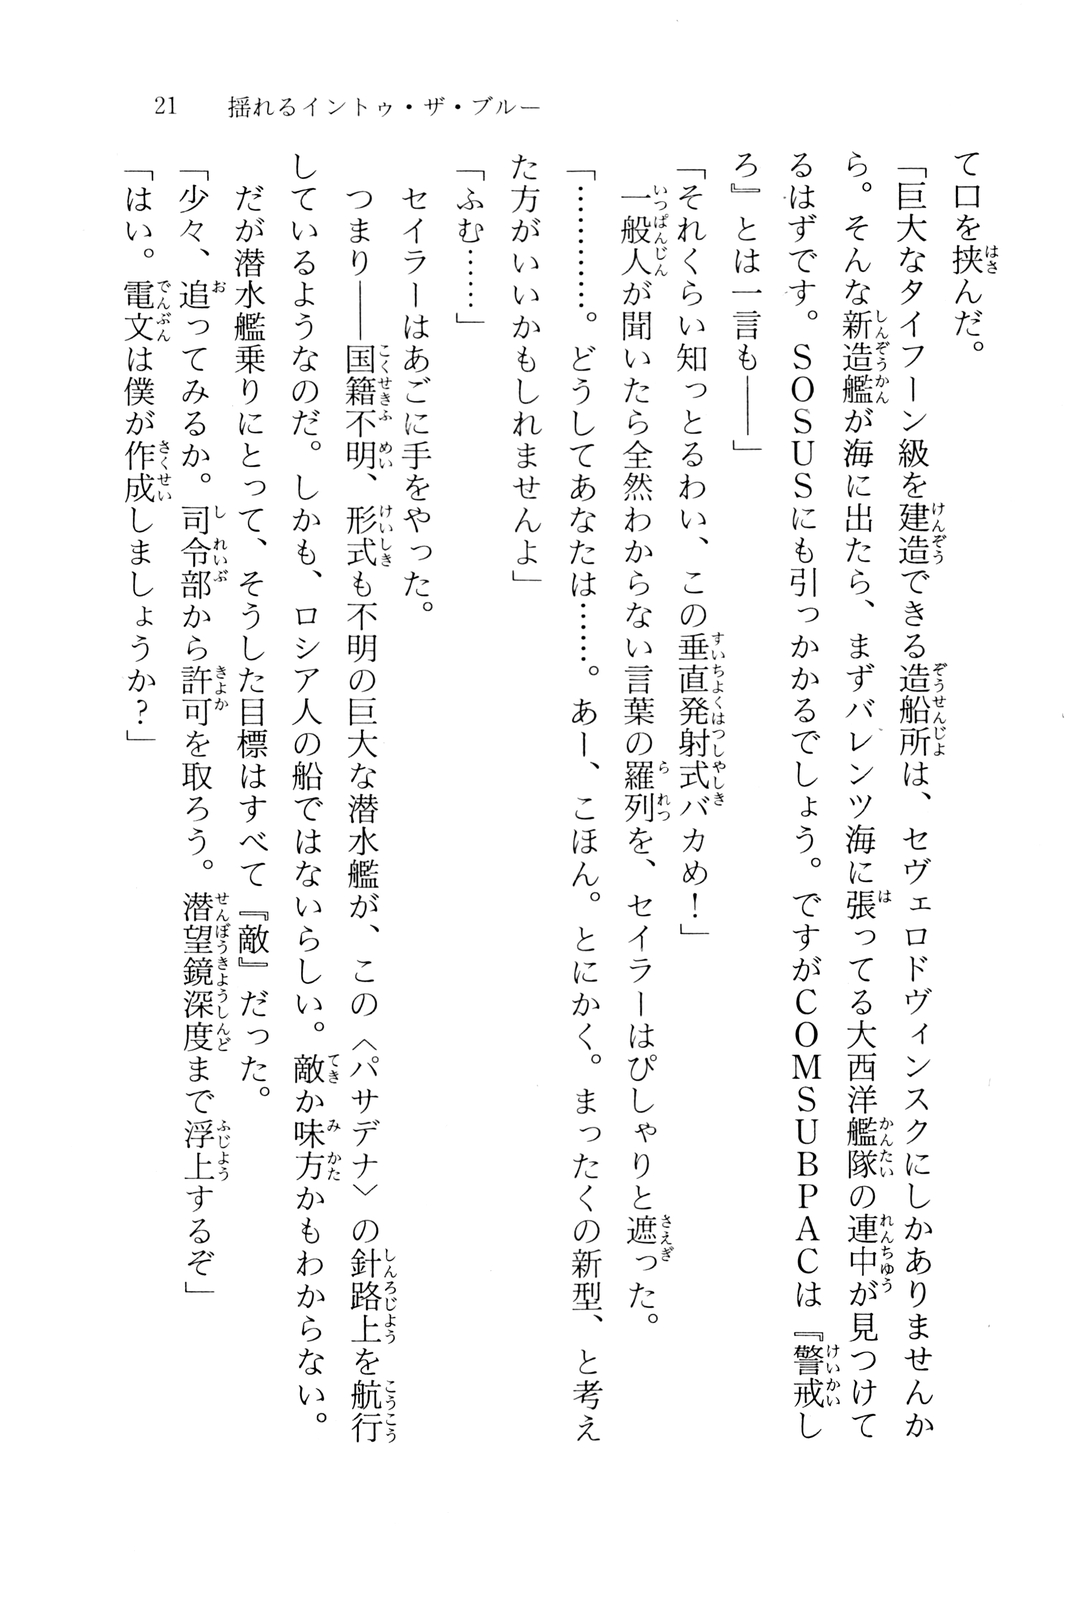 21　揺れるイントゥ・ザ・ブルー
て口を挟んだ。
「巨大なタイフーン級を建造できる造船所は、セヴェロドヴィンスクにしかありませんか
ら。そんな新造艦が海に出たら、まずバレンツ海に張ってる大西洋艦隊の連中が見つけて
るはずです。ＳＯＳＵＳにも引っかかるでしょう。ですがＣＯＭＳＵＢＰＡＣは『警戒し
ろ』とは一言も――」
「それくらい知っとるわい、この垂直発射式バカめ！」
　一般人が聞いたら全然わからない言葉の羅列を、セイラーはぴしゃりと遮った。
「…………。どうしてあなたは……。あー、こほん。とにかく。まったくの新型、と考え
た方がいいかもしれませんよ」
「ふむ……」
　セイラーはあごに手をやった。
　つまり――国籍不明、形式も不明の巨大な潜水艦が、この〈パサデナ〉の針路上を航行
しているようなのだ。しかも、ロシア人の船ではないらしい。敵か味方かもわからない。
　だが潜水艦乗りにとって、そうした目標はすべて『敵』だった。
「少々、追ってみるか。司令部から許可を取ろう。潜望鏡深度まで浮上するぞ」
「はい。電文は僕が作成しましょうか？」